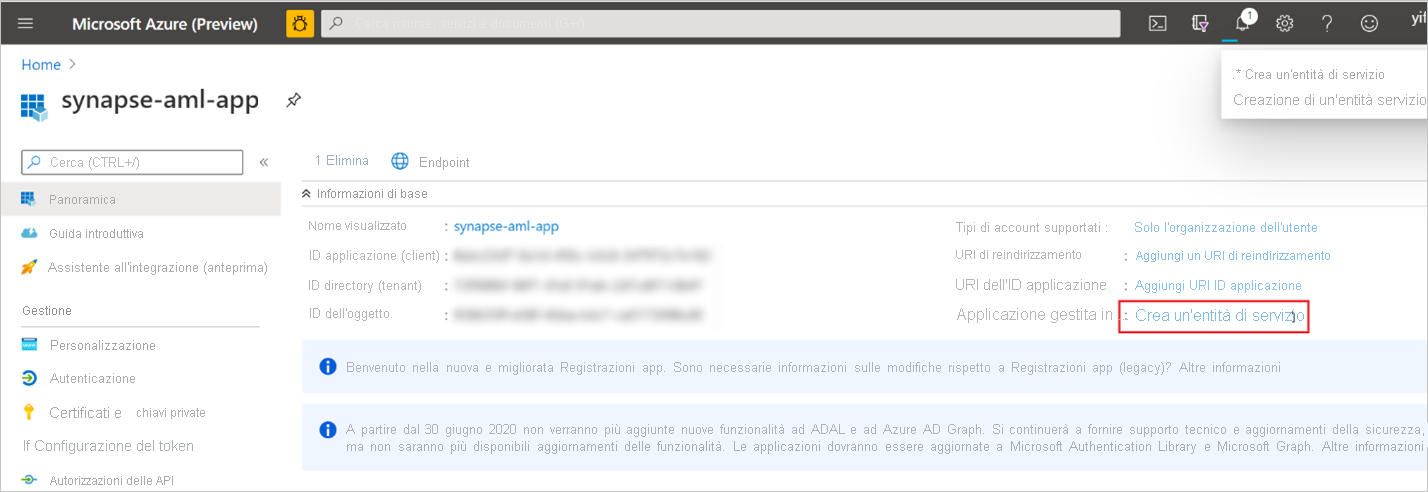 Microsoft Azure (Preview)
Cerca risorse, servizi e documenti (G+/)
1
yif
Home >
.* Crea un'entità di servizio
Creazione di un'entità servizio
synapse-aml-app
Cerca (CTRL+/)
«
1 Elimina
Endpoint
Informazioni di base
Panoramica
Guida introduttiva
Assistente all'integrazione (anteprima)
Gestione
Personalizzazione
Autenticazione
Certificati e chiavi private
If Configurazione del token
Autorizzazioni delle API
Nome visualizzato : synapse-aml-app
ID applicazione (client) :
ID directory (tenant) :
ID dell'oggetto. :
Tipi di account supportati : Solo l'organizzazione dell'utente
URI di reindirizzamento : Aggiungi un URI di reindirizzamento
URI dell'ID applicazione : Aggiungi URI ID applicazione
Applicazione gestita in ... : Crea un'entità di servizio
Benvenuto nella nuova e migliorata Registrazioni app. Sono necessarie informazioni sulle modifiche rispetto a Registrazioni app (legacy)? Altre informazioni
A partire dal 30 giugno 2020 non verranno più aggiunte nuove funzionalità ad ADAL e ad Azure AD Graph. Si continuerà a fornire supporto tecnico e aggiornamenti della sicurezza,
ma non saranno più disponibili aggiornamenti delle funzionalità. Le applicazioni dovranno essere aggiornate a Microsoft Authentication Library e Microsoft Graph. Altre informazioni